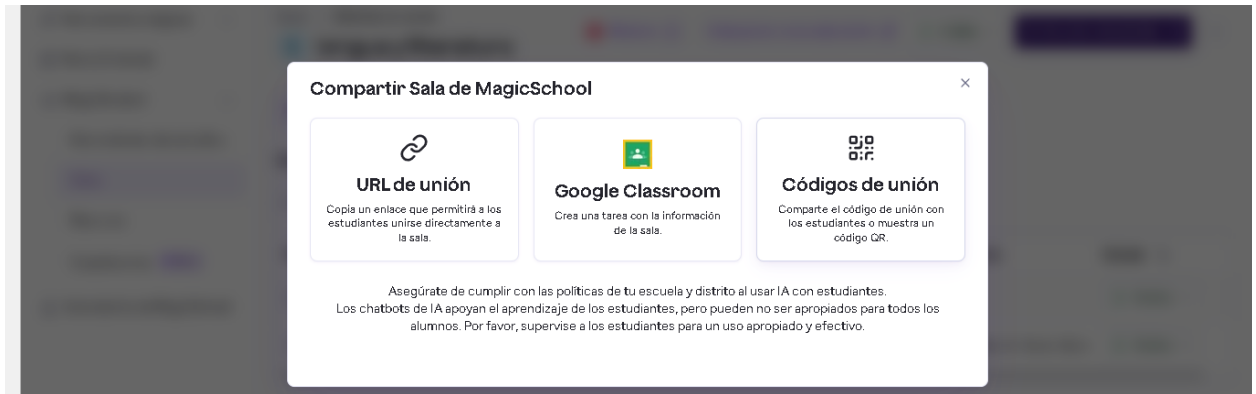 Compartir Sala de MagicSchool
URL de unión
Copia un enlace que permitirá a los
estudiantes unirse directamente a
la sala.
Google Classroom
Crea una tarea con la información
de la sala.
Códigos de unión
Comparte el código de unión con
los estudiantes o muestra un
código QR.
Asegúrate de cumplir con las políticas de tu escuela y distrito al usar IA con estudiantes.
Los chatbots de IA apoyan el aprendizaje de los estudiantes, pero pueden no ser apropiados para todos los
alumnos. Por favor, supervise a los estudiantes para un uso apropiado y efectivo.